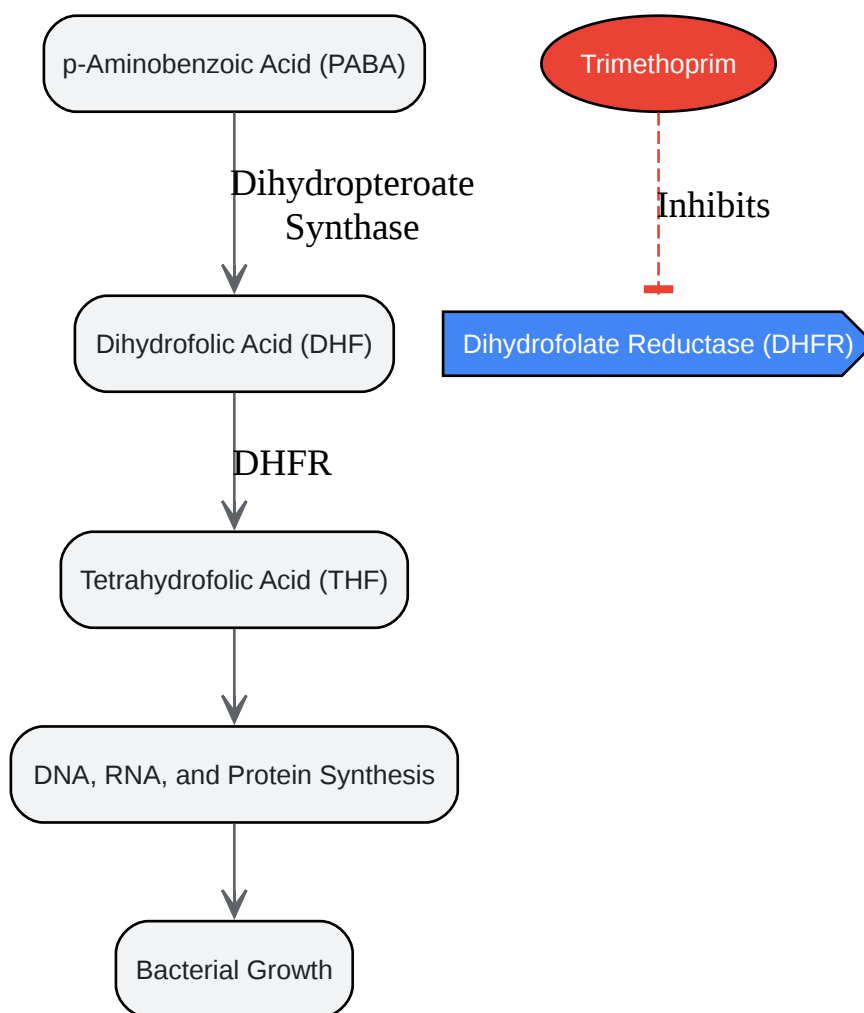 p-Aminobenzoic Acid (PABA)
Trimethoprim
Dihydropteroate
Synthase
Inhibits
Dihydrofolic Acid (DHF)
Dihydrofolate Reductase (DHFR)
DHFR
Tetrahydrofolic Acid (THF)
DNA, RNA, and Protein Synthesis
Bacterial Growth